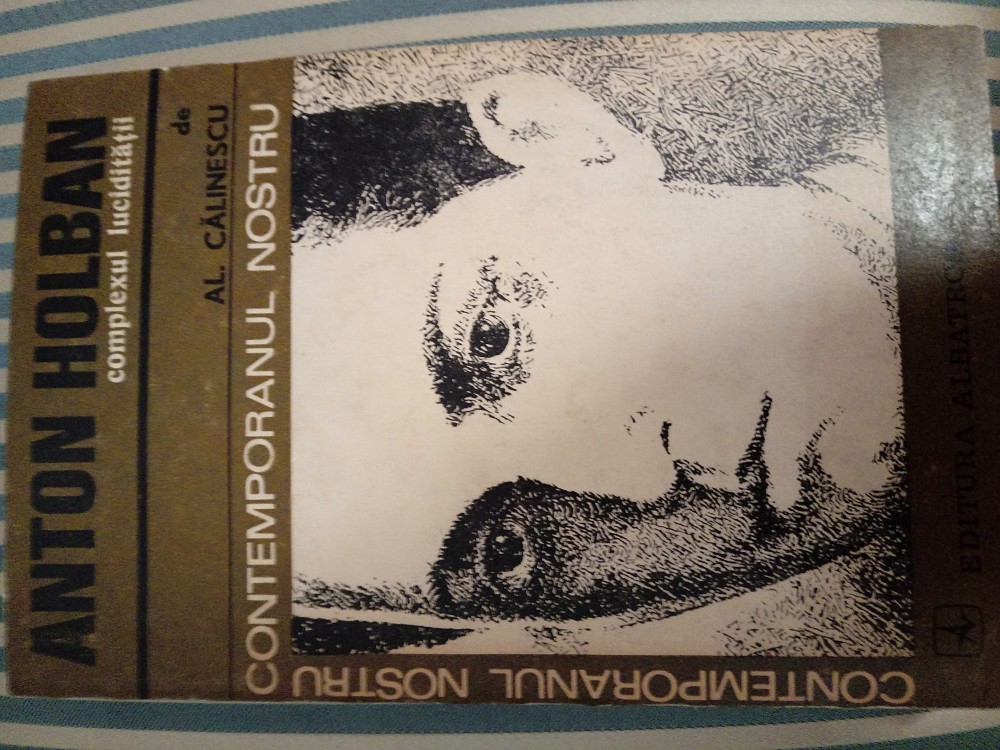 ANTON HOLBAN
complexul lucidității
de
AL. CĂLINESCU
CONTEMPORANUL NOSTRU
CONTEMPORANUL NOSTRU
EDITURA ALBATROS